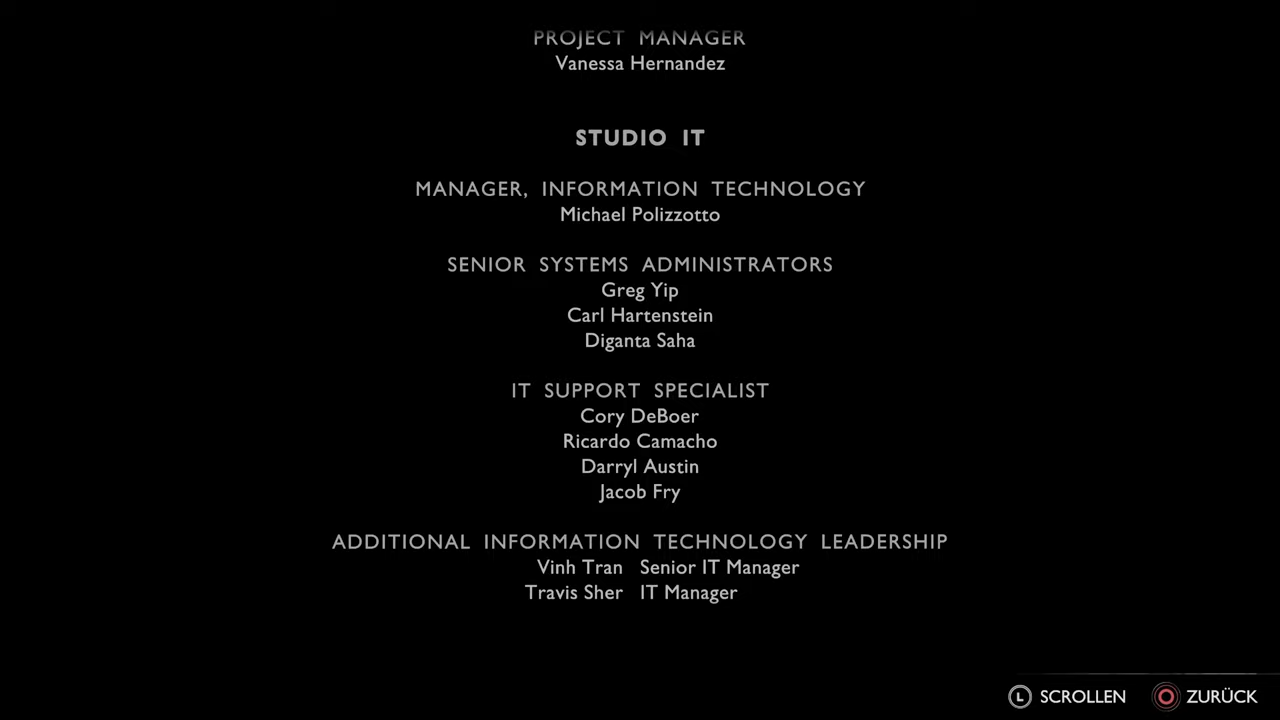 PROJECT MANAGER
Vanessa Hernandez
STUDIO IT
MANAGER, INFORMATION TECHNOLOGY
Michael Polizzotto
SENIOR SYSTEMS ADMINISTRATORS
Greg Yip
Carl Hartenstein
Diganta Saha
IT SUPPORT SPECIALIST
Cory DeBoer
Ricardo Camacho
Darryl Austin
Jacob Fry
ADDITIONAL INFORMATION TECHNOLOGY LEADERSHIP
Vinh Tran Senior IT Manager
Travis Sher IT Manager
L SCROLLEN ZURÜCK